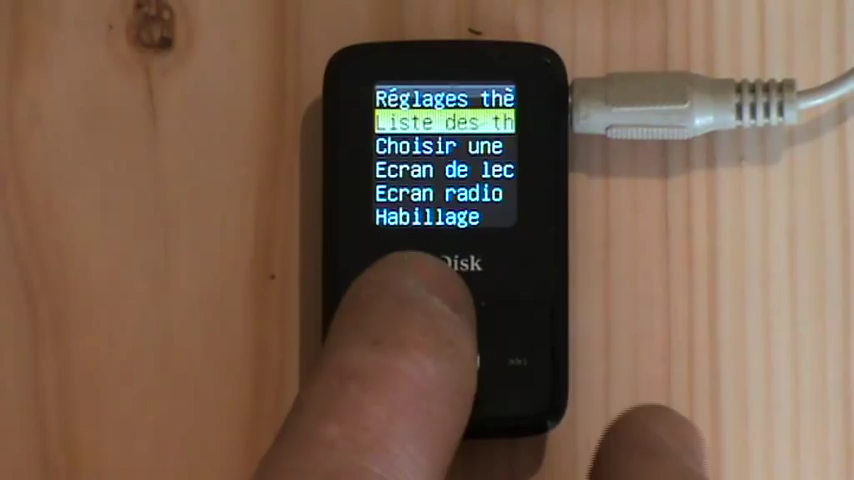 Réglages thè
Liste des th
Choisir une
Ecran de lec
Ecran radio
Habillage
Disk